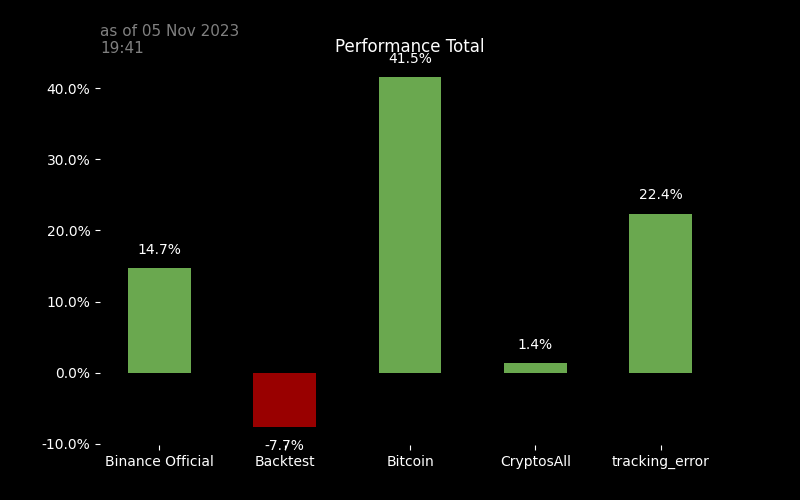 as of 05 Nov 2023
19:41
Performance Total
41.5%
40.0%
30.0%
22.4%
20.0%
14.7%
10.0%
1.4%
0.0%
-10.0%
-7.7%
Binance Official
Backtest
Bitcoin
CryptosAll
tracking_error